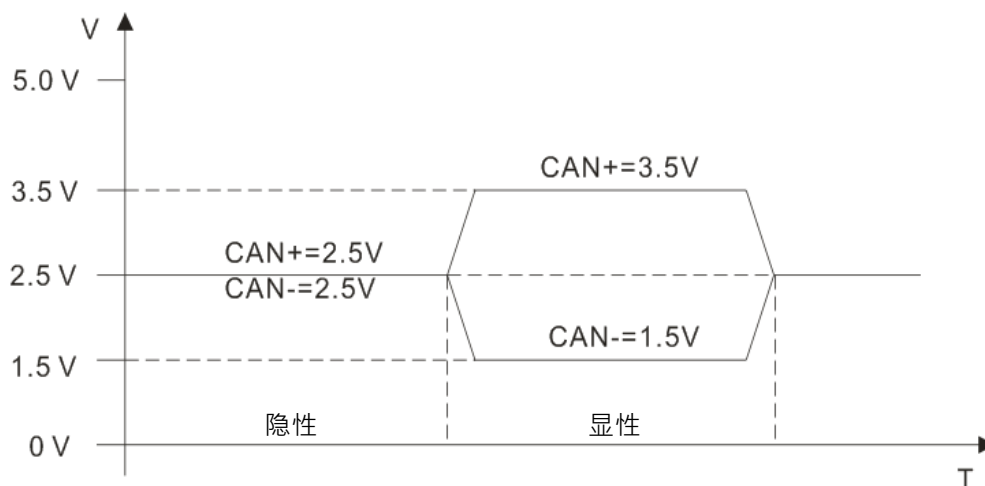 V
5.0 V
CAN+=3.5V
3.5 V
CAN+=2.5V
2.5 V
CAN-=2.5V
CAN-=1.5V
1.5 V
隐性
显性
0 V
T